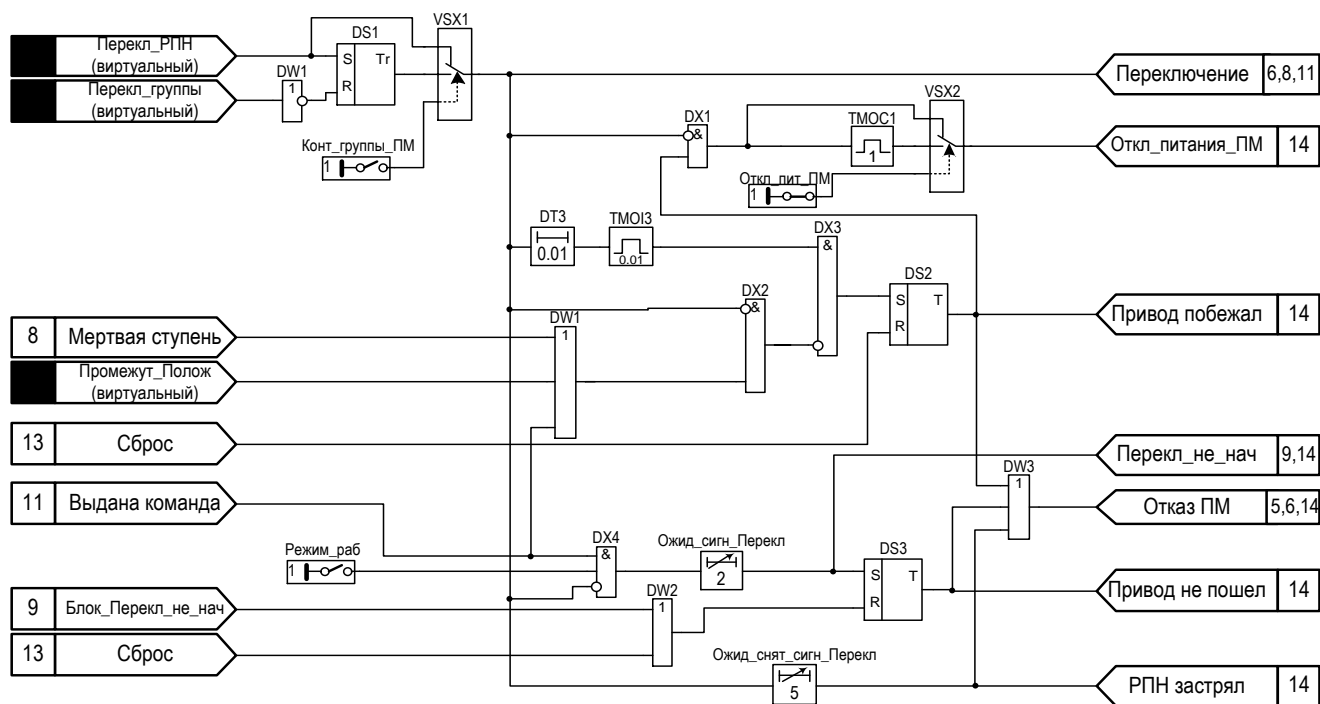 VSX1
DS1
Перекл_РПН
(виртуальный)
S
Tr
R
DW1
1
Перекл_группы
(виртуальный)
Переключение
6,8,11
VSX2
DX1
&
TMOC1
1
Конт_группы_ПМ
1
Откл_питания_ПМ
14
Откл_пит_ПМ
1
DT3
0.01
TMOI3
0.01
DX3
&
DS2
S
T
R
DX2
&
DW1
1
Привод побежал
14
8
Мертвая ступень
Промежут_Полож
(виртуальный)
13
Сброс
Перекл_не_нач
9,14
DW3
1
11
Выдана команда
Отказ ПМ
5,6,14
Режим_раб
1
DX4
&
Ожид_сигн_Перекл
2
DS3
S
T
R
Привод не пошел
14
9
Блок_Перекл_не_нач
DW2
1
13
Сброс
Ожид_снят_сигн_Перекл
5
РПН застрял
14